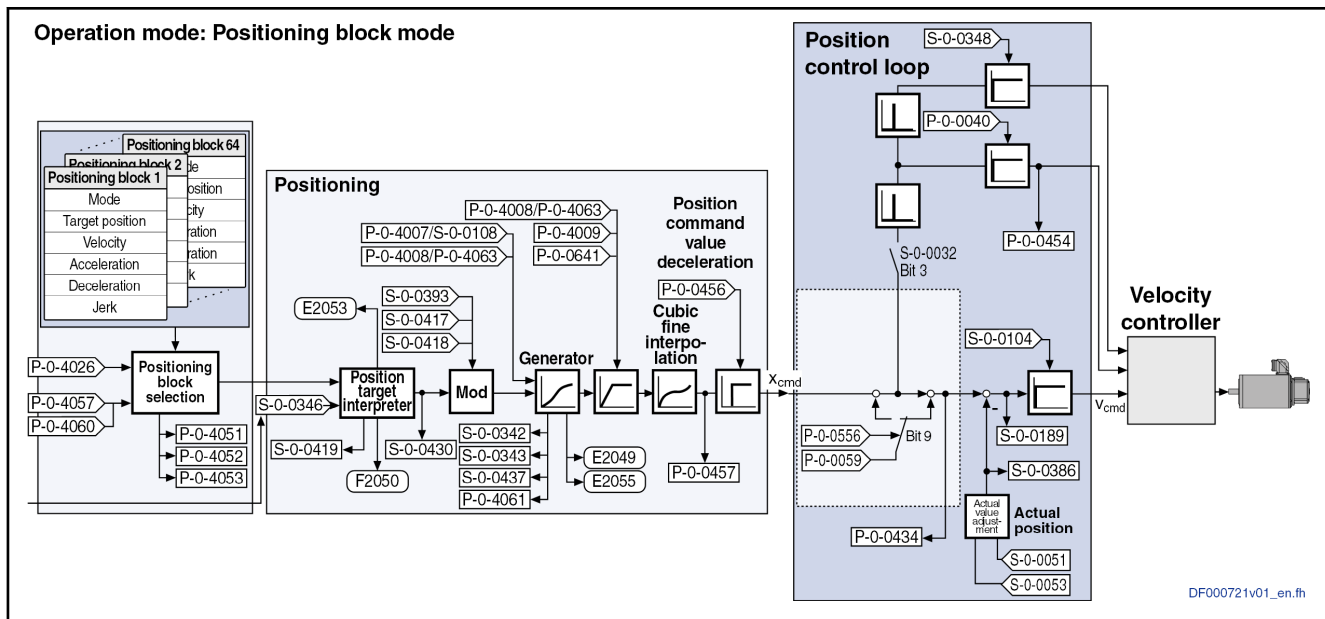 Operation mode: Positioning block mode
Positioning block 64
de
osition
city
ration
ration
k
Positioning block 2
Positioning block 1
Mode
Target position
Velocity
Acceleration
Deceleration
Jerk
P-0-4026
P-0-4057
P-0-4060
Positioning
block
selection
P-0-4051
P-0-4052
P-0-4053
Positioning
P-0-4007/S-0-0108
P-0-4008/P-0-4063
P-0-4008/P-0-4063
P-0-4009
P-0-0641
Position
command
value
deceleration
P-0-0456
E2053
S-0-0393
S-0-0417
S-0-0418
S-0-0346
Position
target
interpreter
Mod
Generator
Cubic
fine
interpo-
lation
S-0-0419
F2050
S-0-0430
S-0-0342
S-0-0343
S-0-0437
P-0-4061
E2049
E2055
P-0-0457
Xcmd
Position
control loop
S-0-0348
P-0-0040
P-0-0454
S-0-0032
Bit 3
S-0-0104
P-0-0556
P-0-0059
Bit 9
-
S-0-0189
S-0-0386
P-0-0434
Actual
value
adjust-
ment
Actual
position
S-0-0051
S-0-0053
Vcmd
Velocity
controller
DF000721v01_en.fh